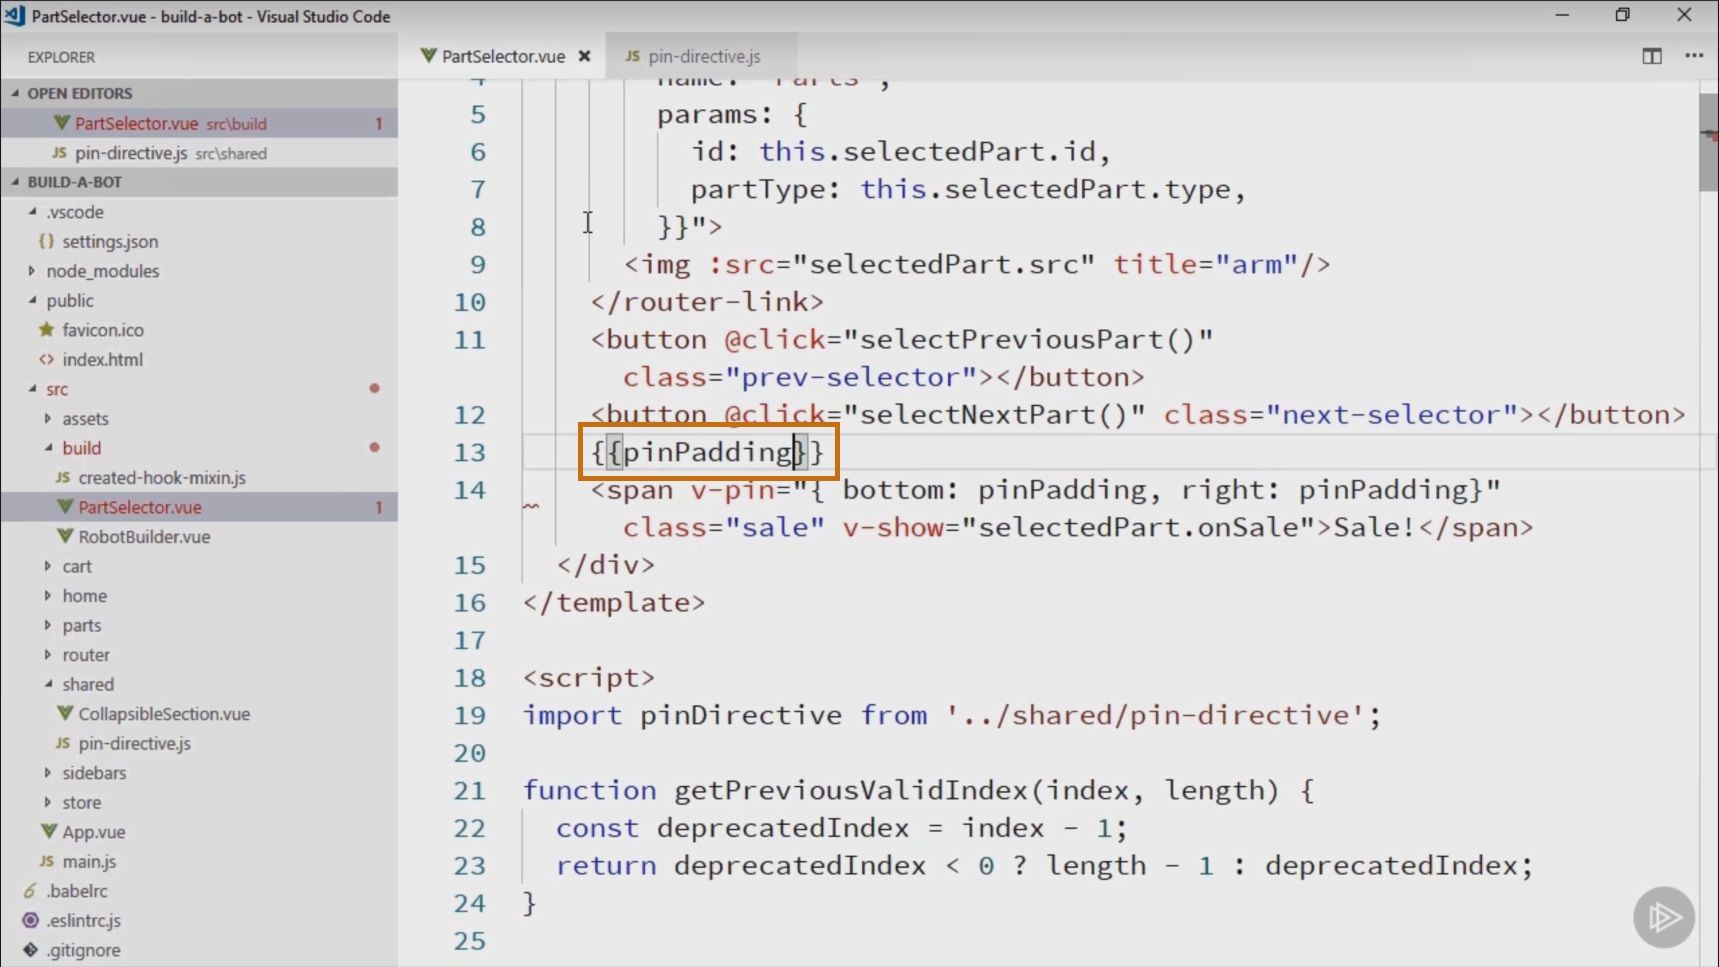 PartSelector.vue - build-a-bot - Visual Studio Code
EXPLORER
OPEN EDITORS
PartSelector.vue src\build 1
JS pin-directive.js src\shared
BUILD-A-BOT
.vscode
{} settings.json
node_modules
public
favicon.ico
<> index.html
src
assets
build
JS created-hook-mixin.js
PartSelector.vue 1
RobotBuilder.vue
cart
home
parts
router
shared
CollapsibleSection.vue
JS pin-directive.js
sidebars
store
App.vue
JS main.js
6 .babelrc
.eslintrc.js
.gitignore
PartSelector.vue
JS pin-directive.js
4 name: 'Parts',
5 params: {
6 id: this.selectedPart.id,
7 partType: this.selectedPart.type,
8 }}">
9 <img :src="selectedPart.src" title="arm"/>
10 </router-link>
11 <button @click="selectPreviousPart()"
class="prev-selector"></button>
12 <button @click="selectNextPart()" class="next-selector"></button>
13 {{pinPadding}}
14 <span v-pin="{ bottom: pinPadding, right: pinPadding}"
class="sale" v-show="selectedPart.onSale">Sale!</span>
15 </div>
16 </template>
17
18 <script>
19 import pinDirective from '../shared/pin-directive';
20
21 function getPreviousValidIndex(index, length) {
22 const deprecatedIndex = index - 1;
23 return deprecatedIndex < 0 ? length - 1 : deprecatedIndex;
24 }
25